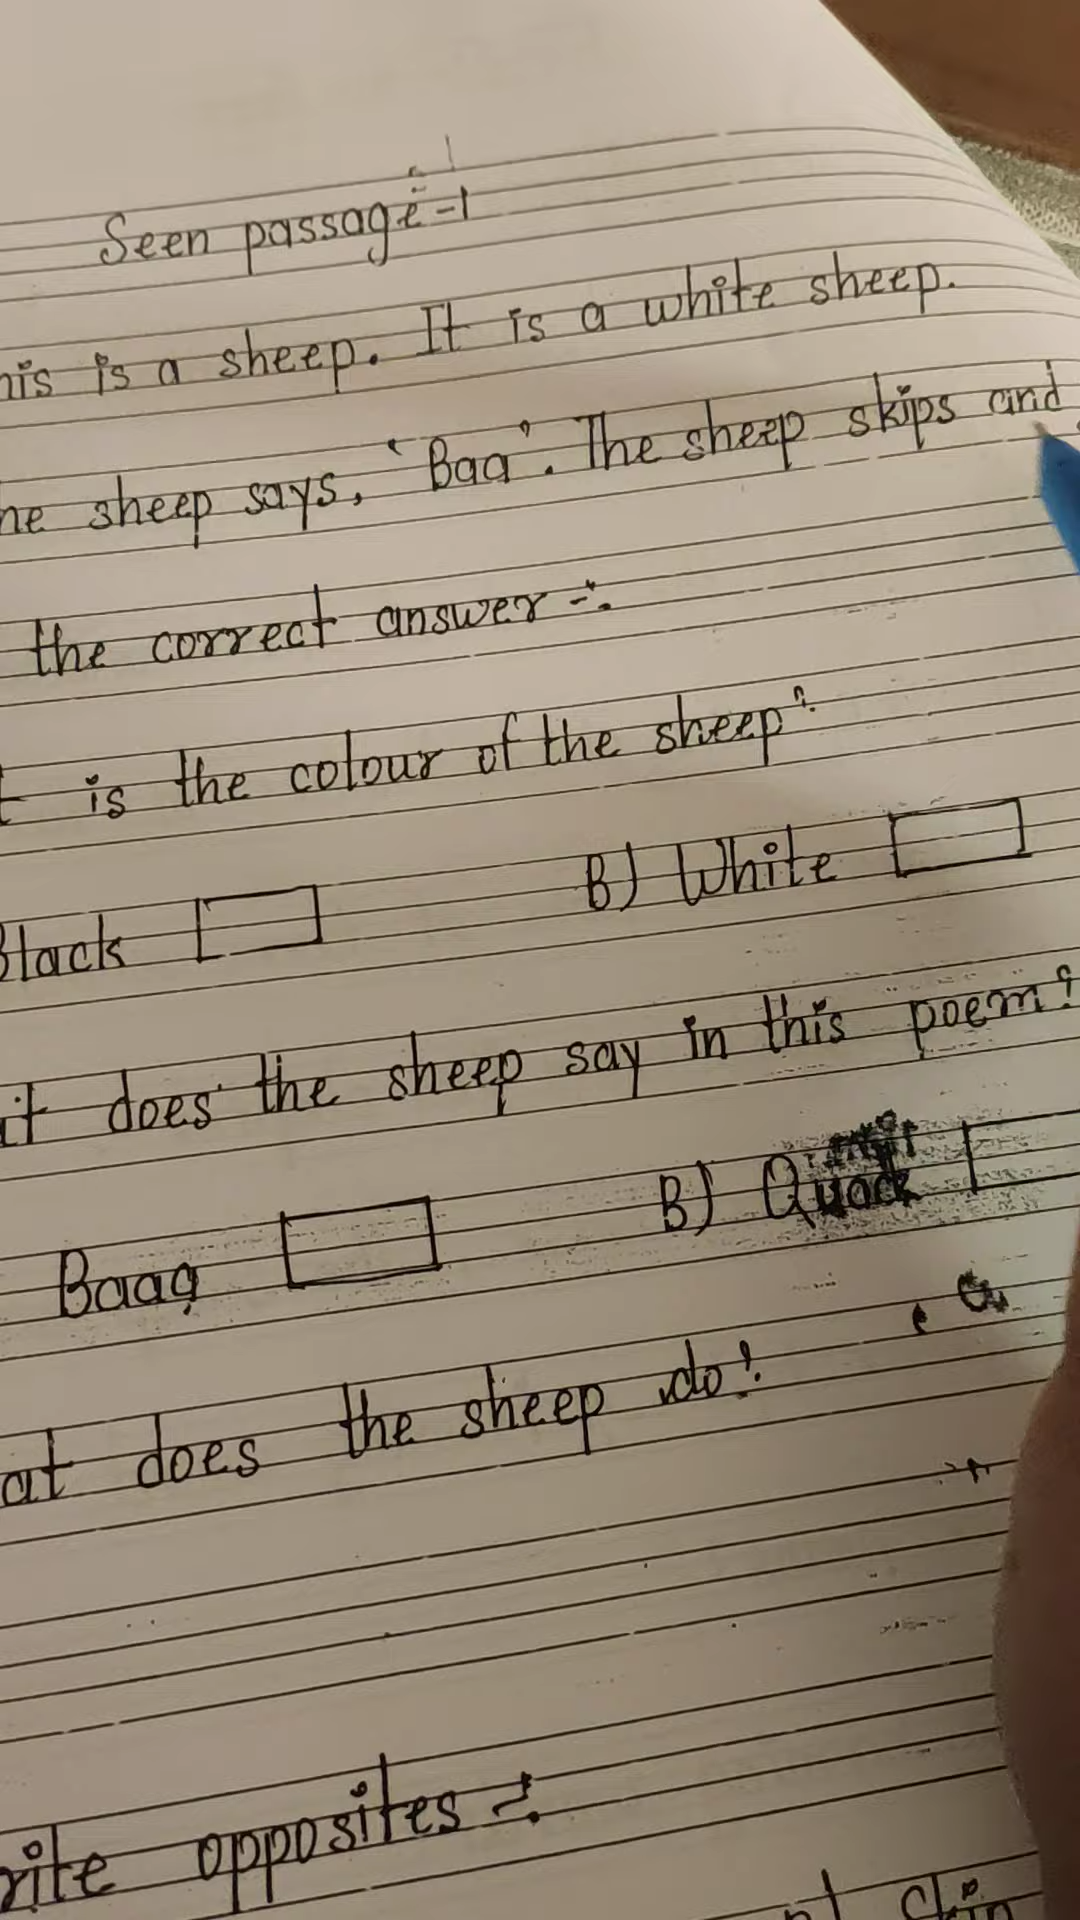 Seen passage-1
his is a sheep. It is a white sheep.
he sheep says, 'Baa'. The sheep skips and
the correct answer :-
t is the colour of the sheep?
Black B) White
at does the sheep say in this poem?
Baaa B) Quack
at does the sheep do?
rite opposites :-